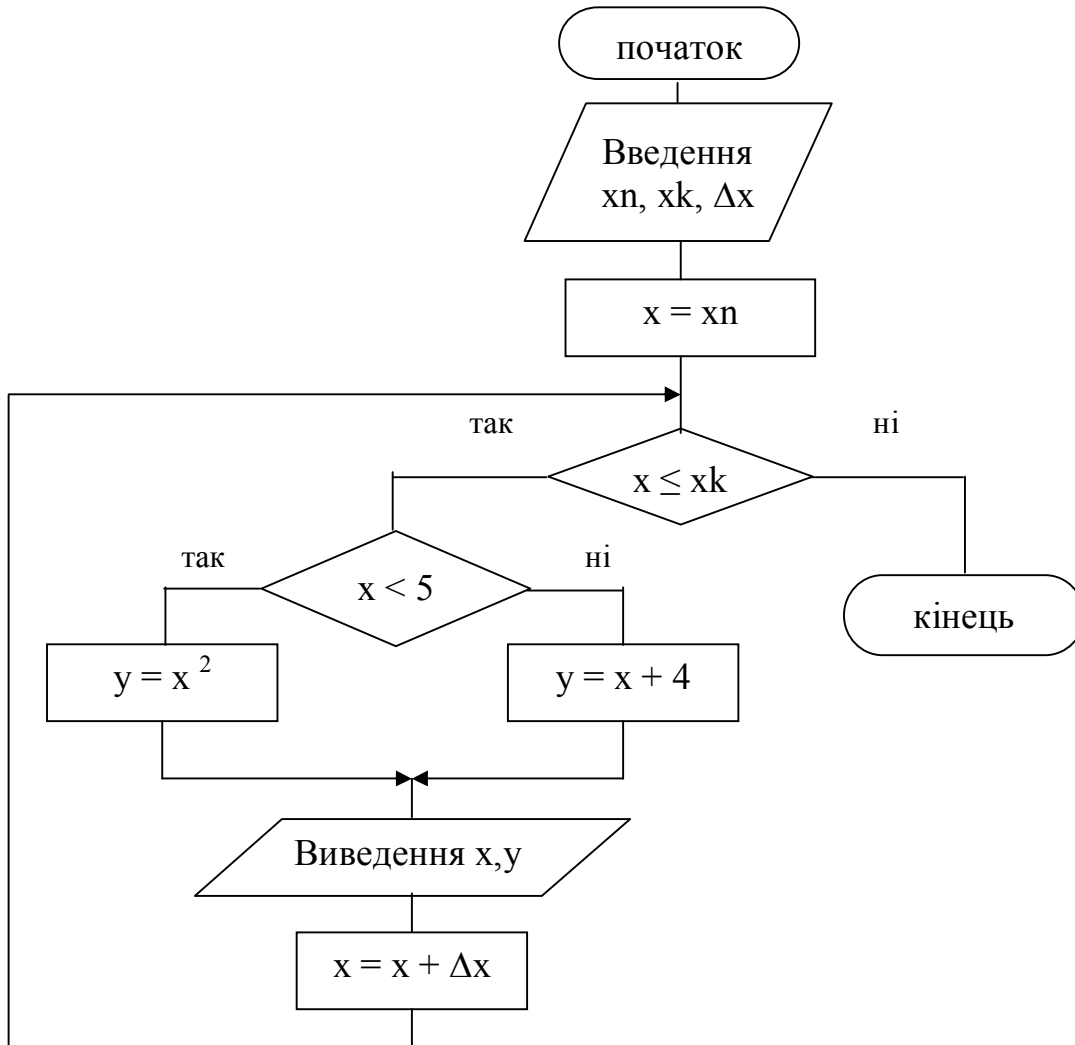 початок
Введення
xn, xk, Δx
x = xn
так
ні
x ≤ xk
так
ні
x < 5
кінець
y = x ²
y = x + 4
Виведення x,y
x = x + Δx